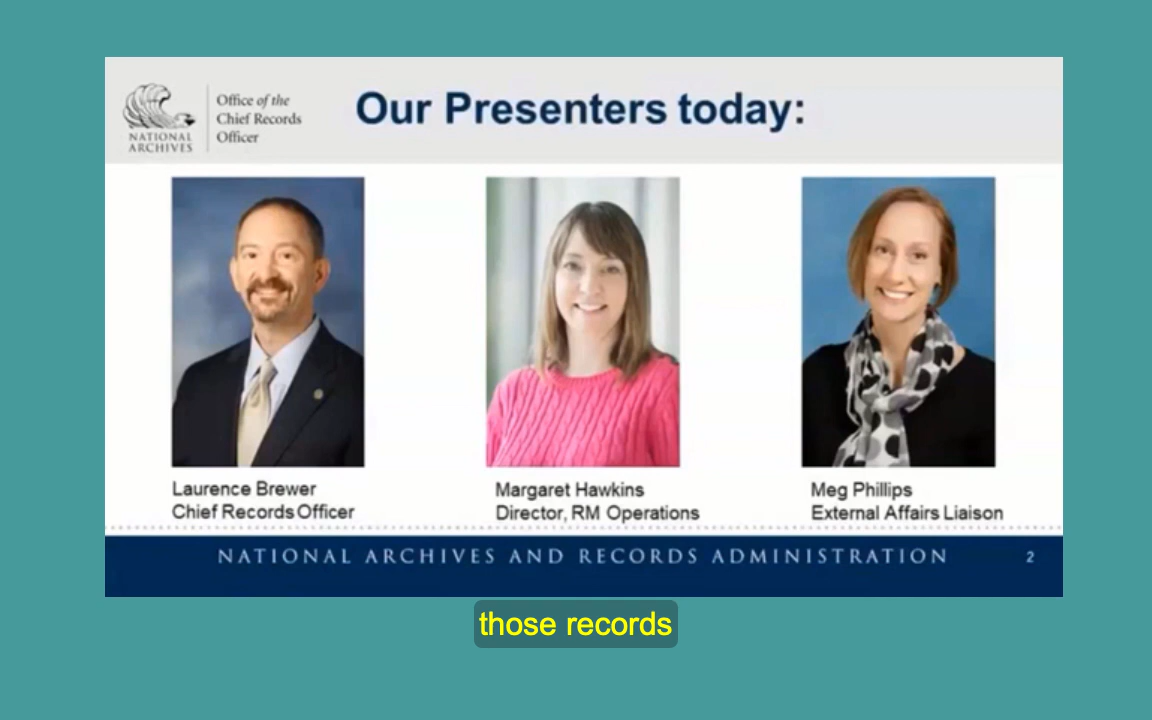 Office of the
Chief Records
Officer
NATIONAL
ARCHIVES
Our Presenters today:
Laurence Brewer
Chief Records Officer
Margaret Hawkins
Director, RM Operations
Meg Phillips
External Affairs Liaison
NATIONAL ARCHIVES AND RECORDS ADMINISTRATION
2
those records